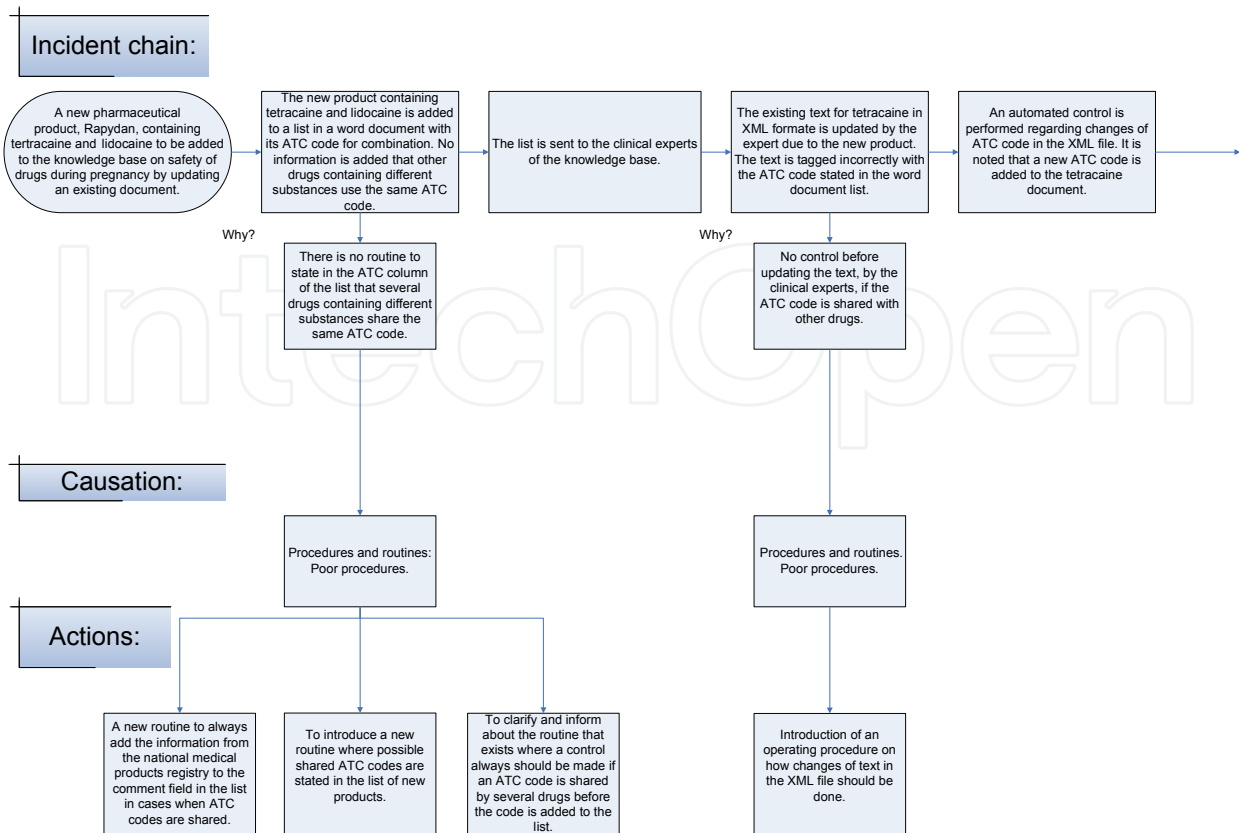 Incident chain:
A new pharmaceutical
product, Rapydan, containing
tertracaine and lidocaine to be added
to the knowledge base on safety of
drugs during pregnancy by updating
an existing document.
The new product containing
tetracaine and lidocaine is added
to a list in a word document with
its ATC code for combination. No
information is added that other
drugs containing different
substances use the same ATC
code.
The list is sent to the clinical experts
of the knowledge base.
The existing text for tetracaine in
XML formate is updated by the
expert due to the new product.
The text is tagged incorrectly with
the ATC code stated in the word
document list.
An automated control is
performed regarding changes of
ATC code in the XML file. It is
noted that a new ATC code is
added to the tetracaine
document.
Why?
There is no routine to
state in the ATC column
of the list that several
drugs containing different
substances share the
same ATC code.
Why?
No control before
updating the text, by the
clinical experts, if the
ATC code is shared with
other drugs.
IntechOpen
Causation:
Procedures and routines:
Poor procedures.
Procedures and routines.
Poor procedures.
Actions:
A new routine to always
add the information from
the national medical
products registry to the
comment field in the list
in cases when ATC
codes are shared.
To introduce a new
routine where possible
shared ATC codes are
stated in the list of new
products.
To clarify and inform
about the routine that
exists where a control
always should be made if
an ATC code is shared
by several drugs before
the code is added to the
list.
Introduction of an
operating procedure on
how changes of text in
the XML file should be
done.